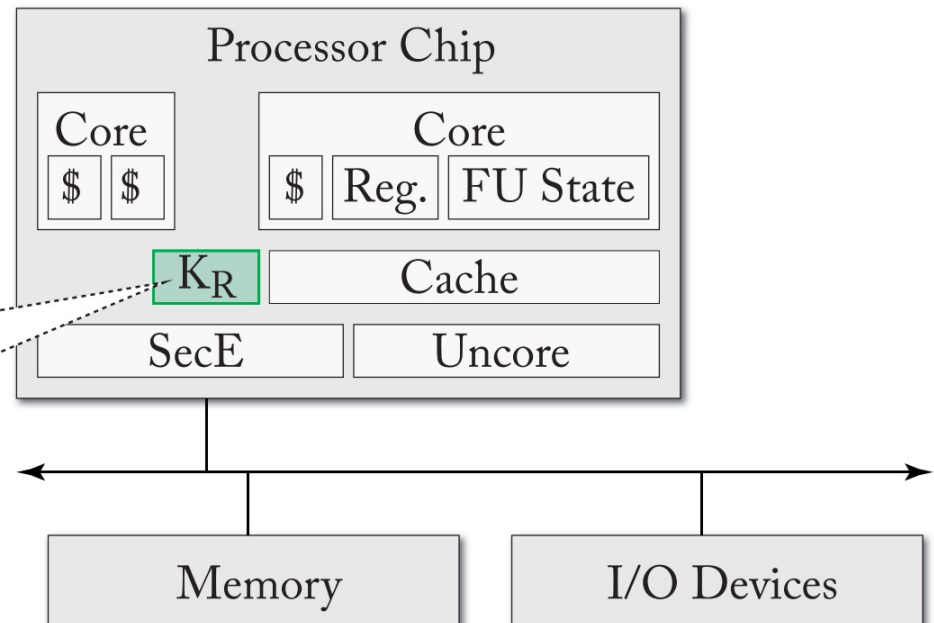 Processor Chip
Core
$ $
Core
$ Reg. FU State
KR Cache
SecE Uncore
Memory I/O Devices